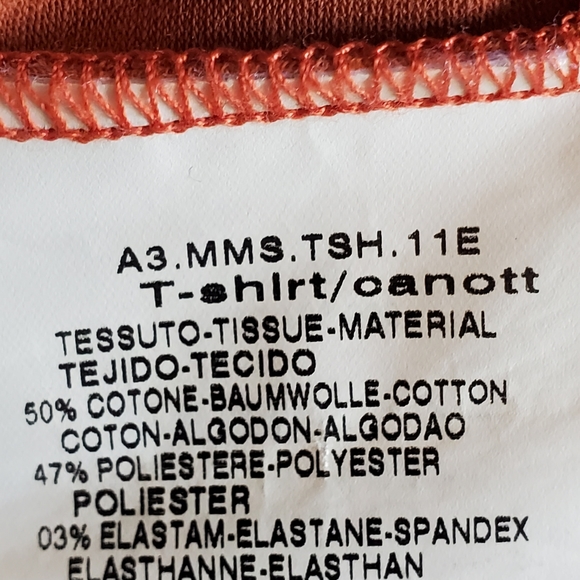 A3.MMS.TSH.11E
T-shirt/canott
TESSUTO-TISSUE-MATERIAL
TEJIDO-TECIDO
50% COTONE-BAUMWOLLE-COTTON
COTON-ALGODON-ALGODAO
47% POLIESTERE-POLYESTER
POLIESTER
03% ELASTAM-ELASTANE-SPANDEX
ELASTHANNE-ELASTHAN